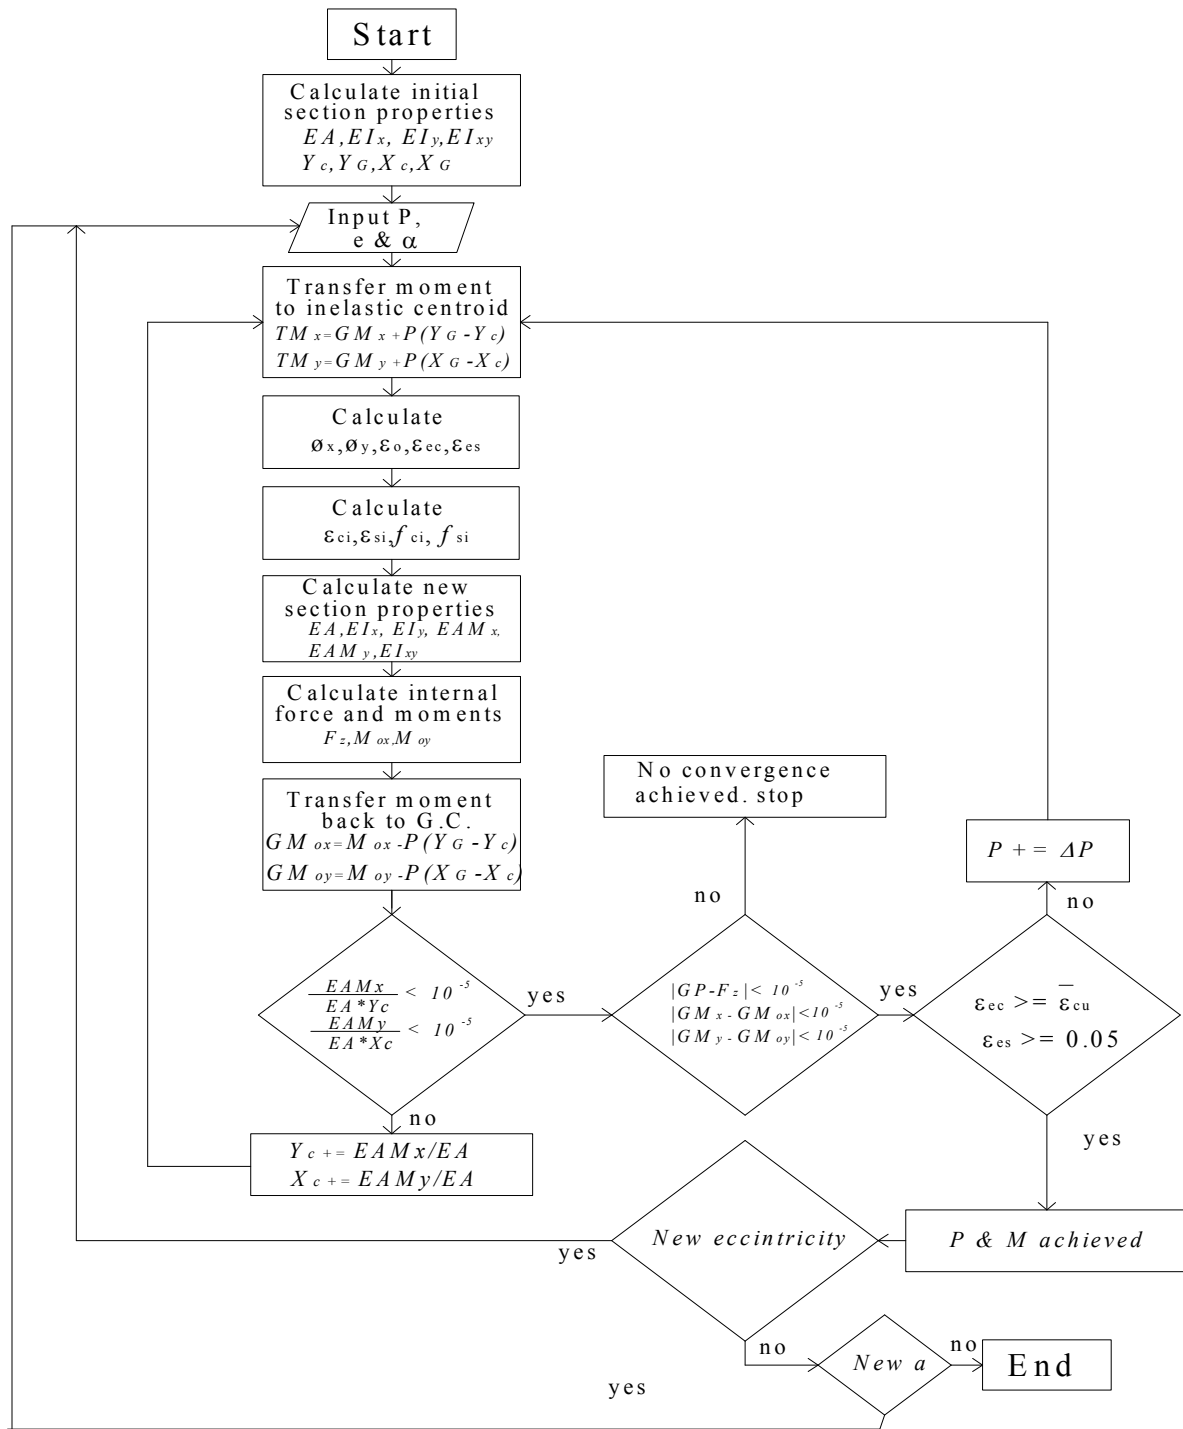 Start
Calculate initial
section properties
EA,EIx, EIy,EIxy
Yc,YG,Xc,XG
Input P,
e & α
Transfer moment
to inelastic centroid
TMx=GMx+P(YG-Yc)
TMy=GMy+P(XG-Xc)
Calculate
øx,øy,εo,εec,εes
Calculate
εci,εsi,fci, fsi
Calculate new
section properties
EA,EIx, EIy, EAMx,
EAMy,EIxy
Calculate internal
force and moments
Fz,Mox,Moy
Transfer moment
back to G.C.
GMox=Mox-P(YG-Yc)
GMoy=Moy-P(XG-Xc)
No convergence
achieved. stop
P += ΔP
no
no
EAMx/EA*Yc < 10^-5
EAMy/EA*Xc < 10^-5
yes
|GP-Fz|< 10^-5
|GMx-GMox|<10^-5
|GMy-GMoy|<10^-5
yes
εec >= ε̅cu
εes >= 0.05
no
yes
Yc += EAMx/EA
Xc += EAMy/EA
yes
New eccintricity
P & M achieved
no
New a
no
End
yes